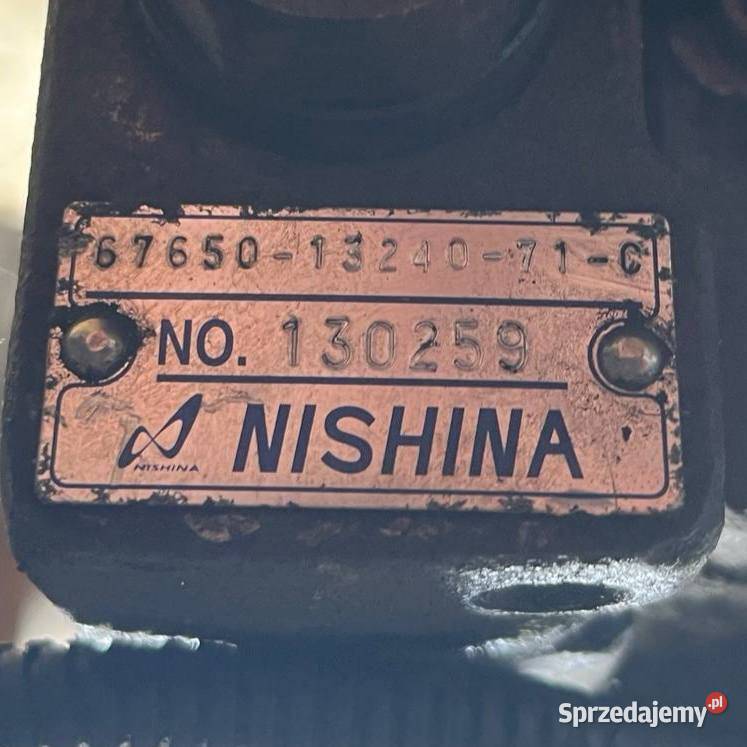 67650-13240-71-C
NO. 130259
NISHINA NISHINA
Sprzedajemy.pl